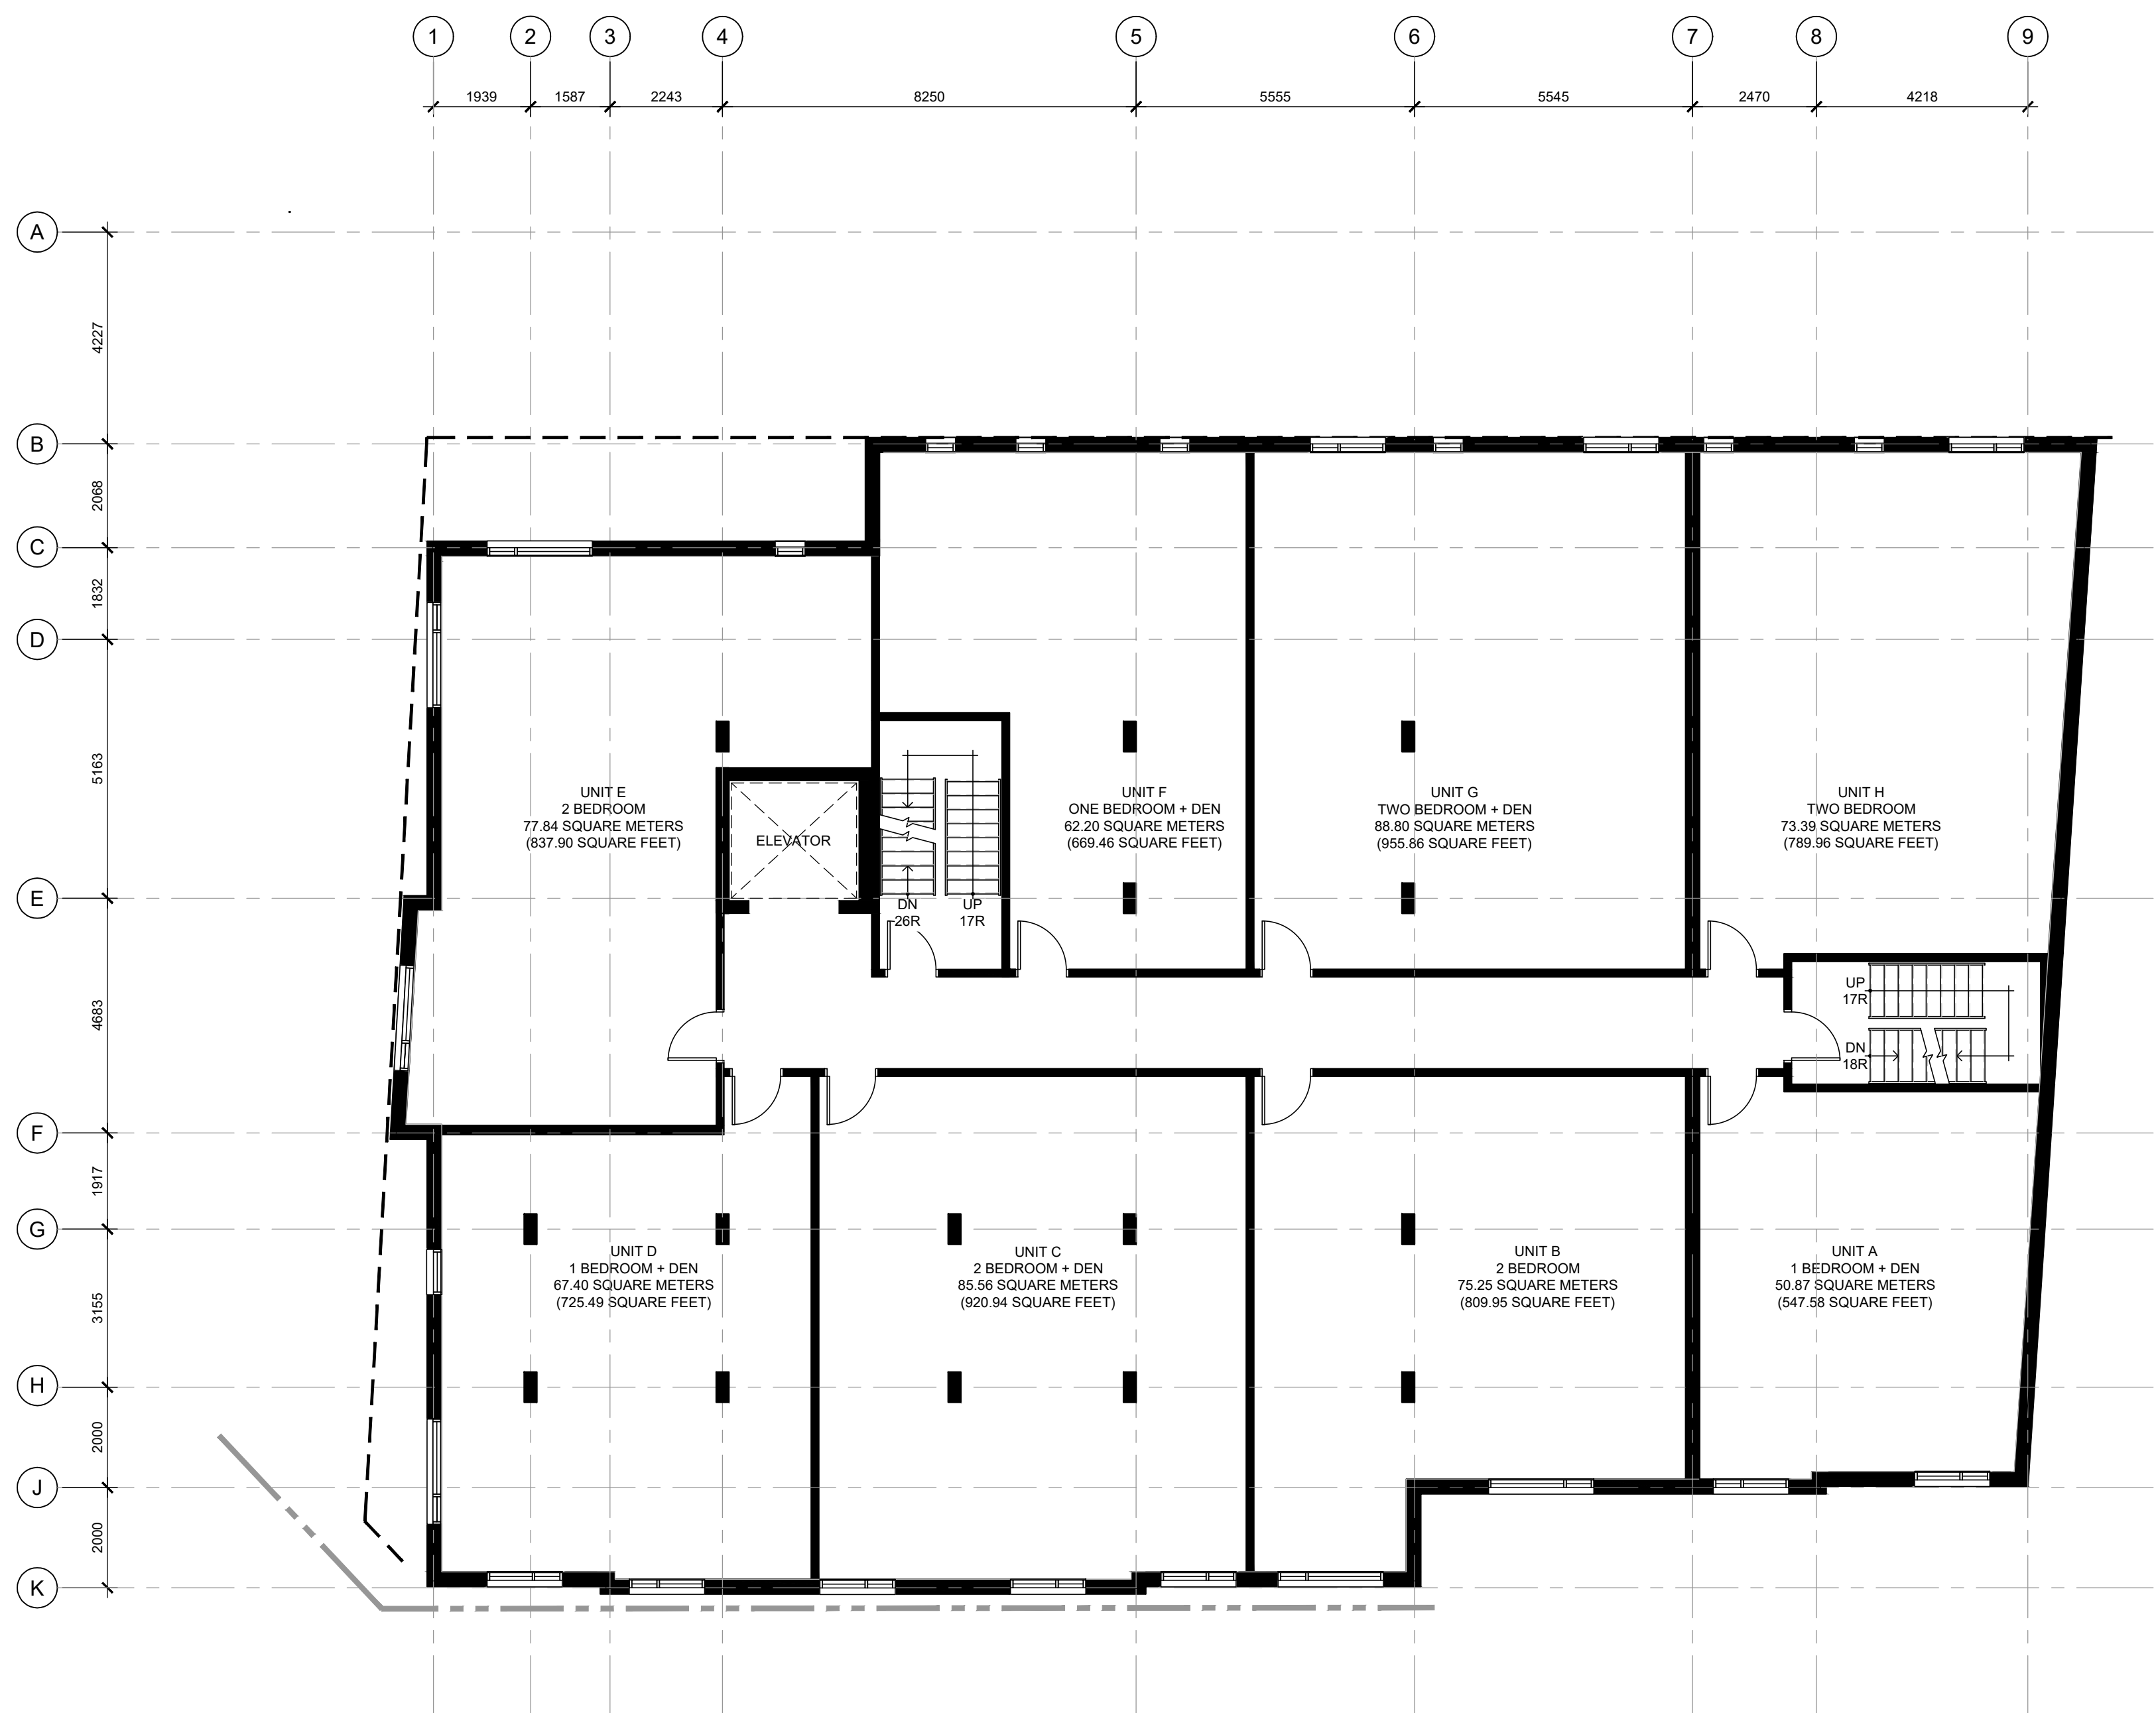 1
2
3
4
5
6
7
8
9
1939
1587
2243
8250
5555
5545
2470
4218
A
4227
B
2068
C
1832
D
5163
E
4683
F
1917
G
3155
H
2000
J
2000
K
UNIT E
2 BEDROOM
77.84 SQUARE METERS
(837.90 SQUARE FEET)
ELEVATOR
DN
26R
UP
17R
UNIT F
ONE BEDROOM + DEN
62.20 SQUARE METERS
(669.46 SQUARE FEET)
UNIT G
TWO BEDROOM + DEN
88.80 SQUARE METERS
(955.86 SQUARE FEET)
UNIT H
TWO BEDROOM
73.39 SQUARE METERS
(789.96 SQUARE FEET)
UP
17R
DN
18R
UNIT D
1 BEDROOM + DEN
67.40 SQUARE METERS
(725.49 SQUARE FEET)
UNIT C
2 BEDROOM + DEN
85.56 SQUARE METERS
(920.94 SQUARE FEET)
UNIT B
2 BEDROOM
75.25 SQUARE METERS
(809.95 SQUARE FEET)
UNIT A
1 BEDROOM + DEN
50.87 SQUARE METERS
(547.58 SQUARE FEET)